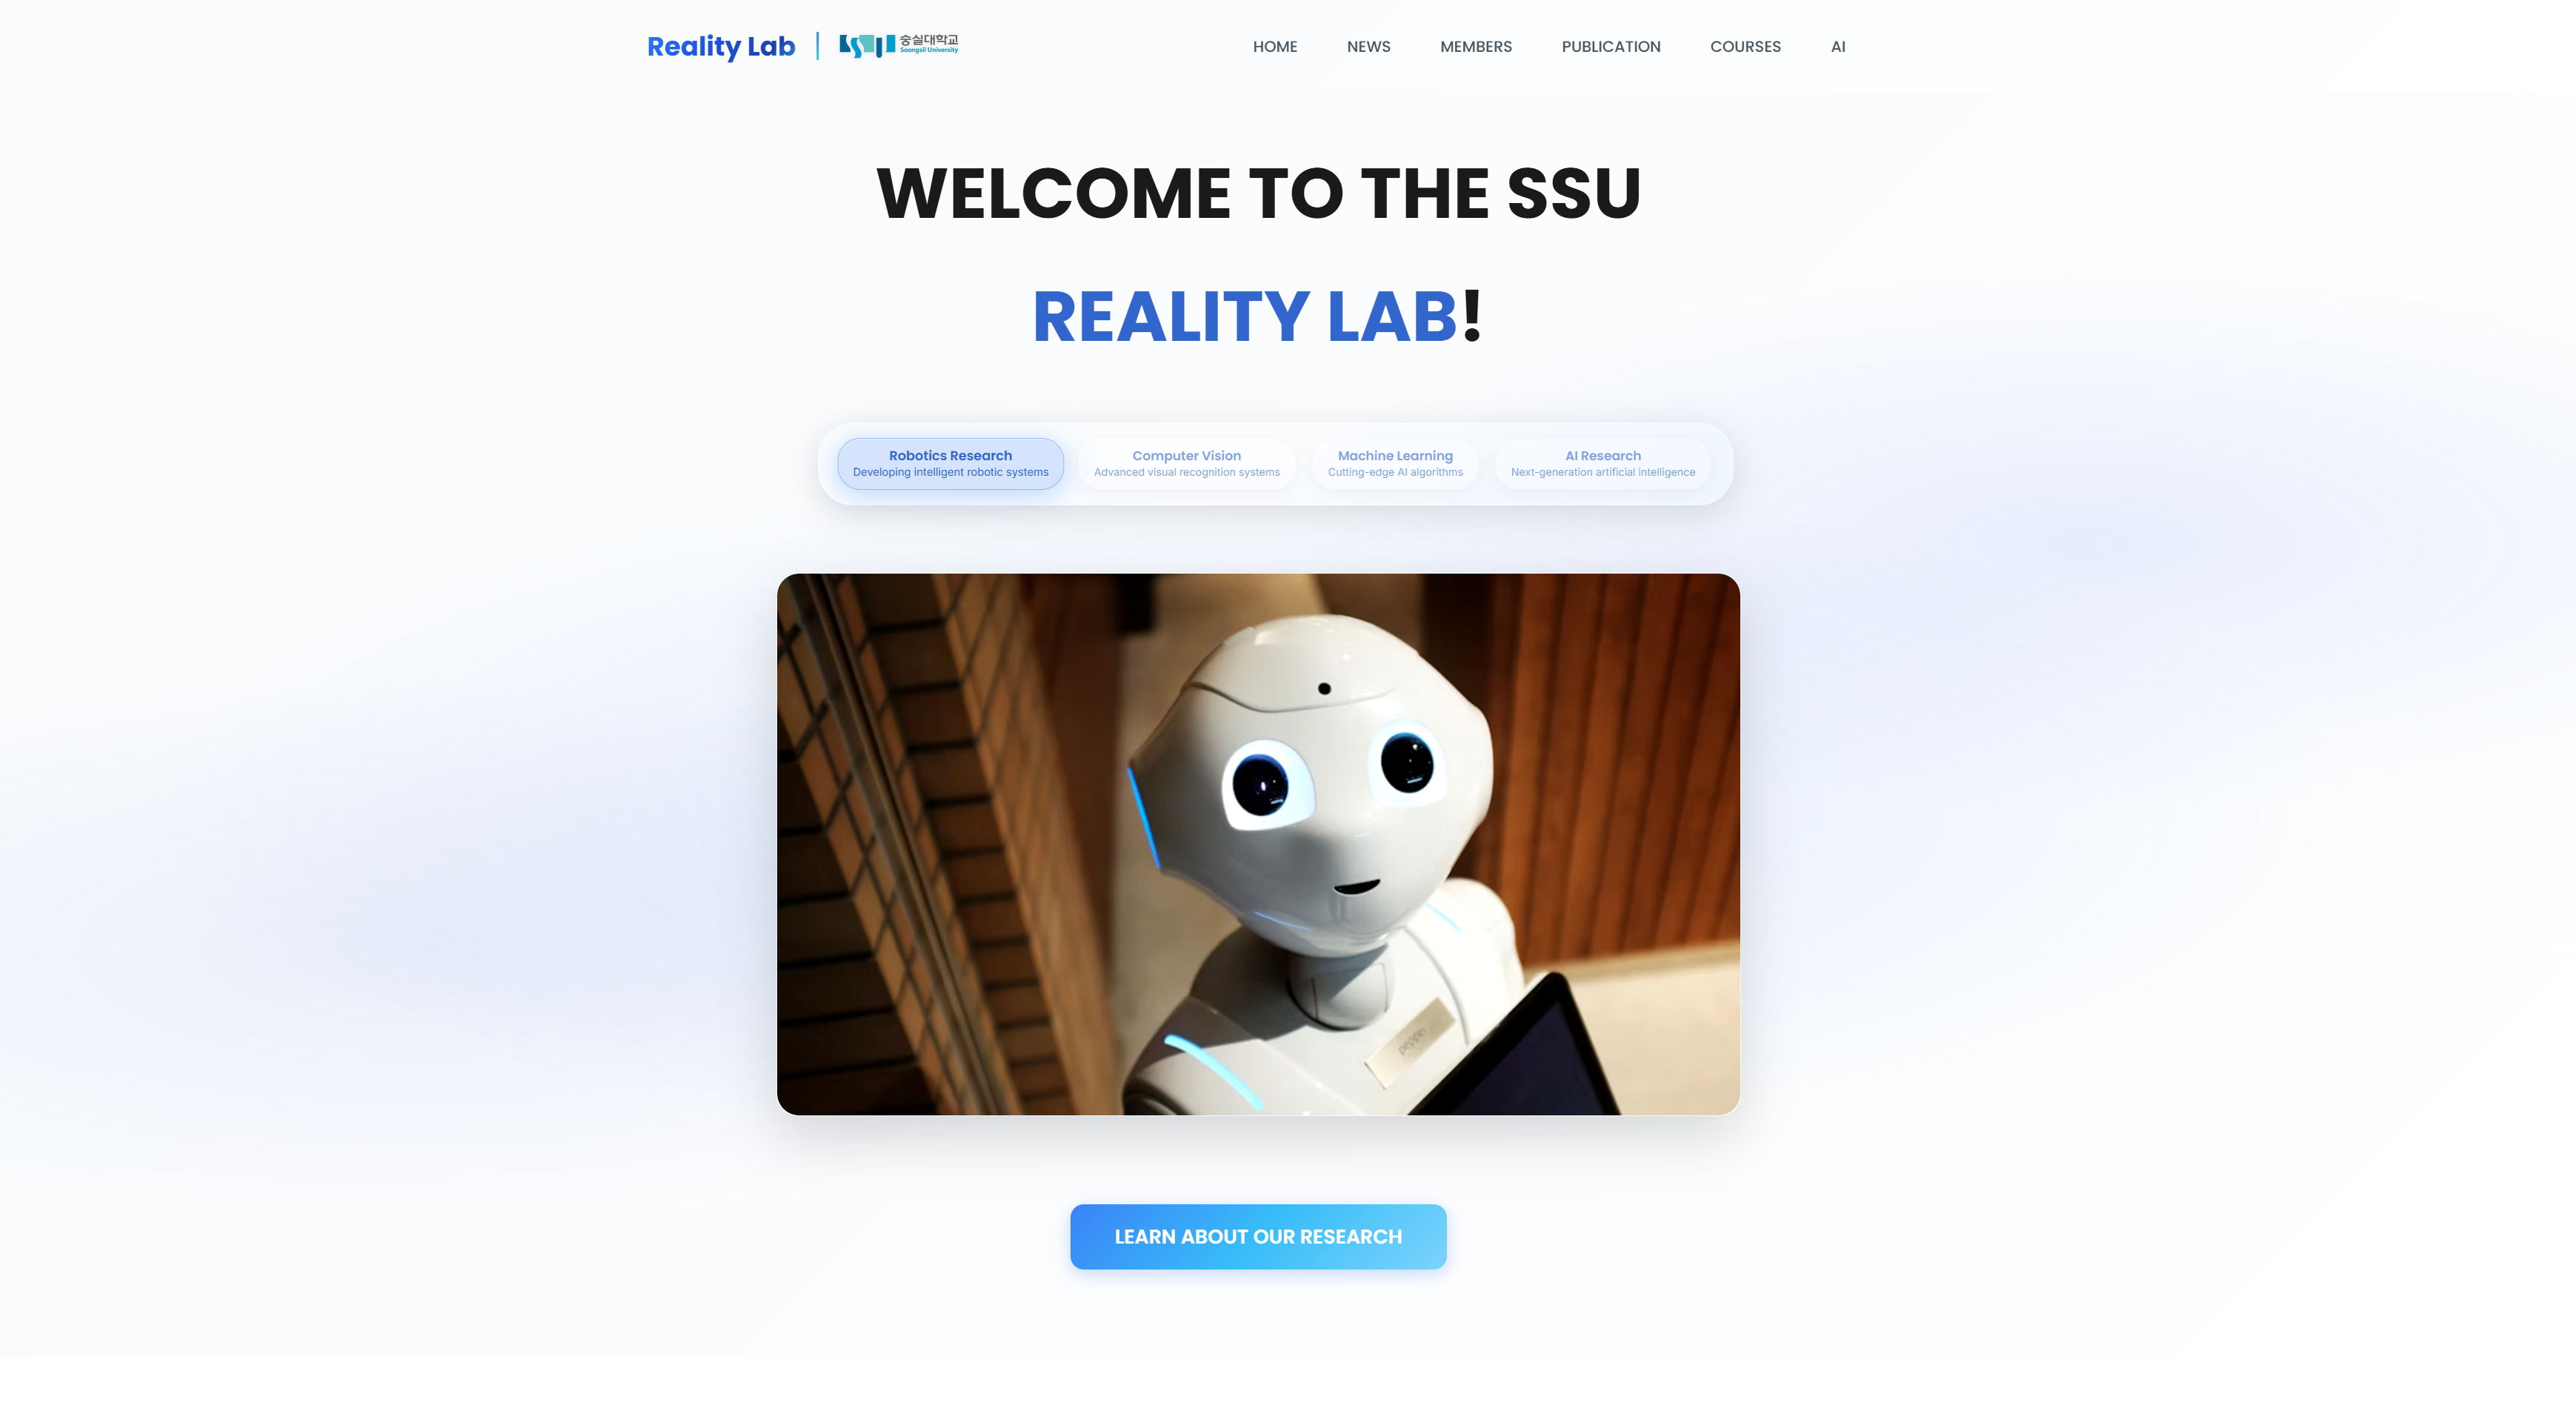 Reality Lab
숭실대학교
Soongsil University
HOME NEWS MEMBERS PUBLICATION COURSES AI
WELCOME TO THE SSU
REALITY LAB!
Robotics Research
Developing intelligent robotic systems
Computer Vision
Advanced visual recognition systems
Machine Learning
Cutting-edge AI algorithms
AI Research
Next-generation artificial intelligence
pepper
LEARN ABOUT OUR RESEARCH